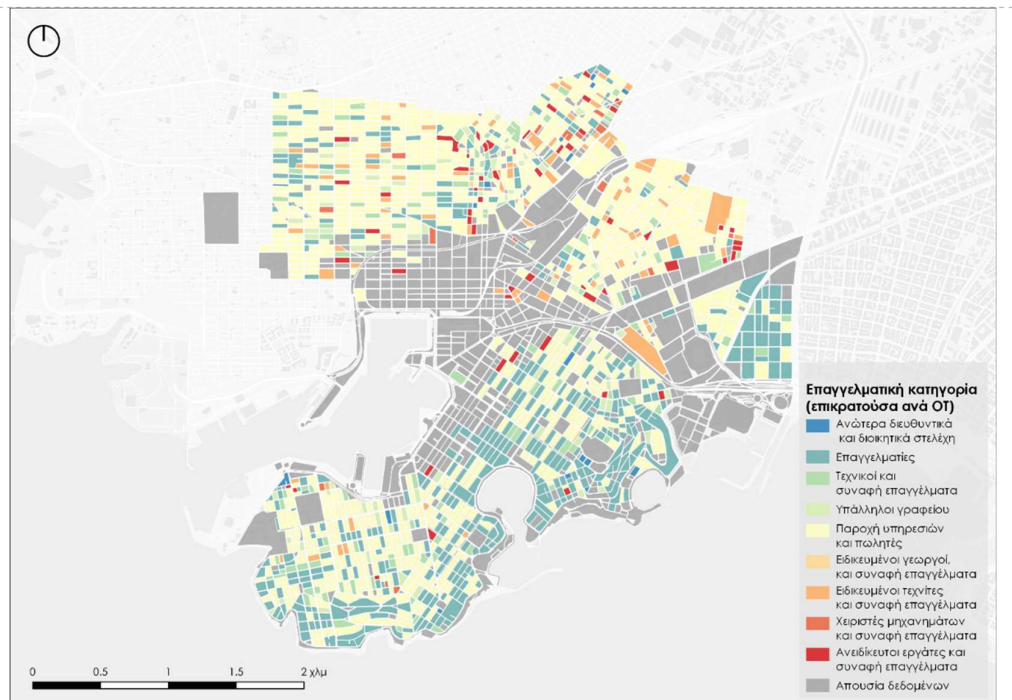 Επαγγελματική κατηγορία
(επικρατούσα ανά ΟΤ)
Ανώτερα διευθυντικά
και διοικητικά στελέχη
Επαγγελματίες
Τεχνικοί και
συναφή επαγγέλματα
Υπάλληλοι γραφείου
Παροχή υπηρεσιών
και πωλητές
Ειδικευμένοι γεωργοί,
και συναφή επαγγέλματα
Ειδικευμένοι τεχνίτες
και συναφή επαγγέλματα
Χειριστές μηχανημάτων
και συναφή επαγγέλματα
Ανειδίκευτοι εργάτες και
συναφή επαγγέλματα
Απουσία δεδομένων
0 0.5 1 1.5 2 χλμ